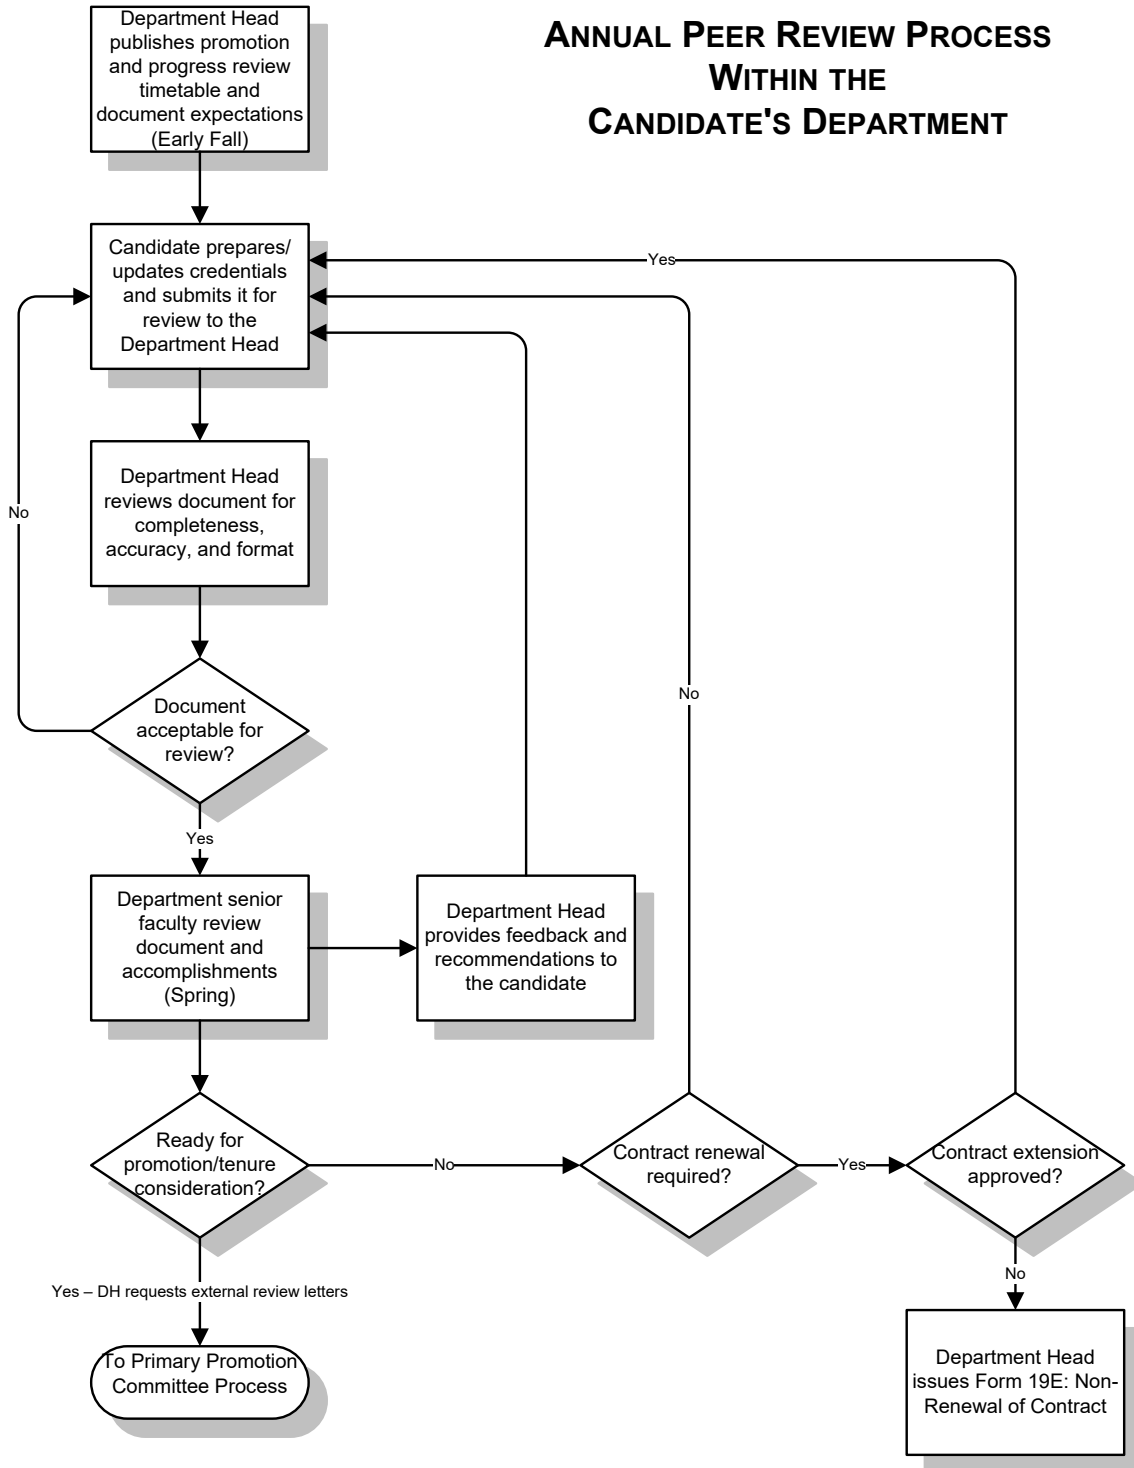 ANNUAL PEER REVIEW PROCESS
WITHIN THE
CANDIDATE'S DEPARTMENT
Department Head
publishes promotion
and progress review
timetable and
document expectations
(Early Fall)
Candidate prepares/
updates credentials
and submits it for
review to the
Department Head
Yes
Department Head
reviews document for
completeness,
accuracy, and format
No
No
Document
acceptable for
review?
Yes
Department senior
faculty review
document and
accomplishments
(Spring)
Department Head
provides feedback and
recommendations to
the candidate
Ready for
promotion/tenure
consideration?
No
Contract renewal
required?
Yes
Contract extension
approved?
No
Yes – DH requests external review letters
To Primary Promotion
Committee Process
Department Head
issues Form 19E: Non-
Renewal of Contract